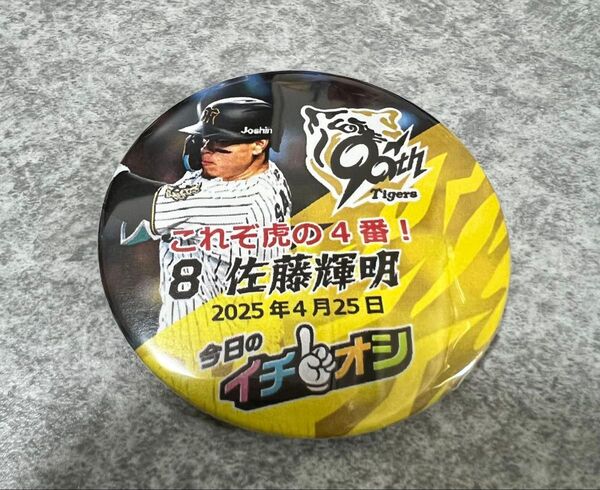 Joshin
90th
Tigers
これぞ虎の4番!
8 佐藤輝明
2025年4月25日
今日の
イチオシ